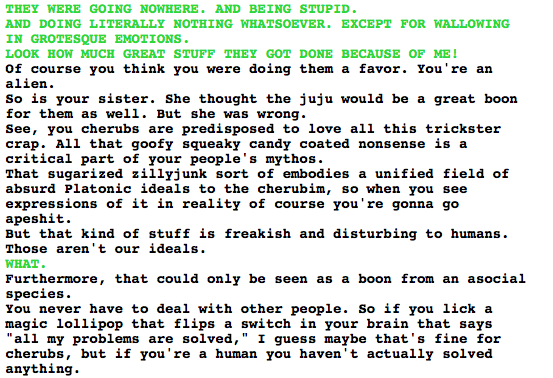 THEY WERE GOING NOWHERE. AND BEING STUPID.
AND DOING LITERALLY NOTHING WHATSOEVER. EXCEPT FOR WALLOWING
IN GROTESQUE EMOTIONS.
LOOK HOW MUCH GREAT STUFF THEY GOT DONE BECAUSE OF ME!
Of course you think you were doing them a favor. You're an
alien.
So is your sister. She thought the juju would be a great boon
for them as well. But she was wrong.
See, you cherubs are predisposed to love all this trickster
crap. All that goofy squeaky candy coated nonsense is a
critical part of your people's mythos.
That sugarized zillyjunk sort of embodies a unified field of
absurd Platonic ideals to the cherubim, so when you see
expressions of it in reality of course you're gonna go
apeshit.
But that kind of stuff is freakish and disturbing to humans.
Those aren't our ideals.
WHAT.
Furthermore, that could only be seen as a boon from an asocial
species.
You never have to deal with other people. So if you lick a
magic lollipop that flips a switch in your brain that says
"all my problems are solved," I guess maybe that's fine for
cherubs, but if you're a human you haven't actually solved
anything.